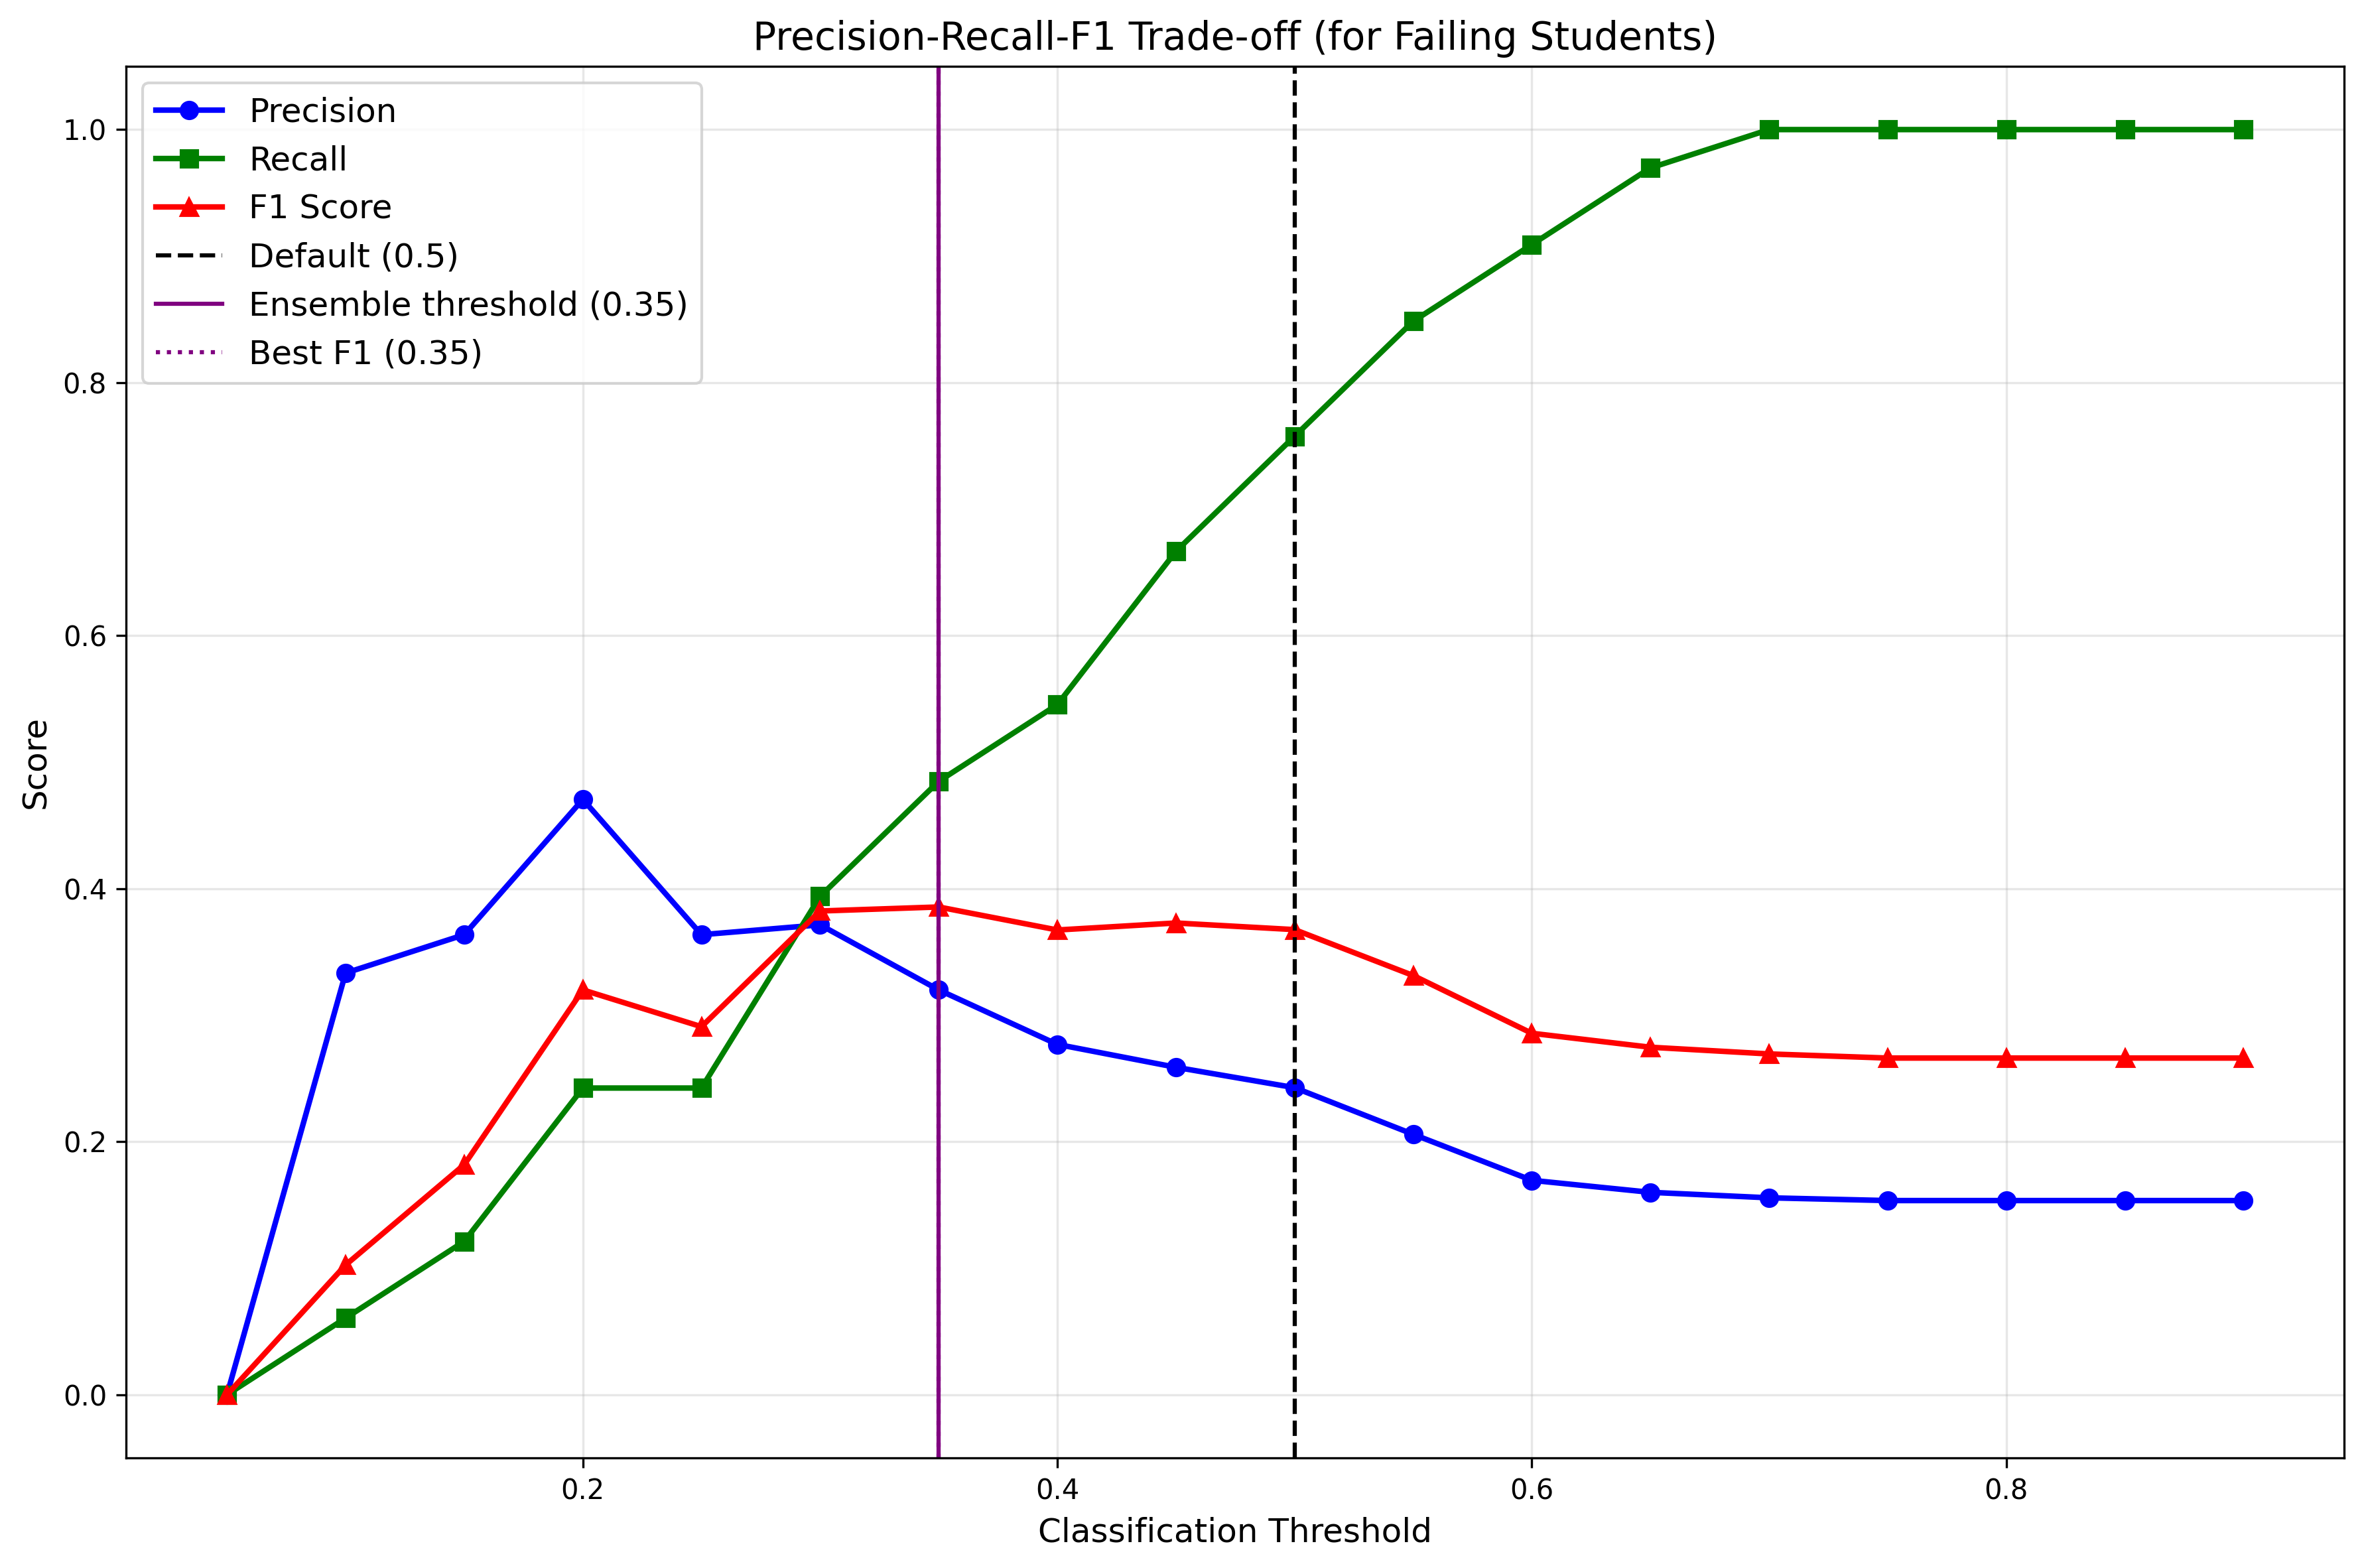 Precision-Recall-F1 Trade-off (for Failing Students)
Precision
Recall
F1 Score
Default (0.5)
Ensemble threshold (0.35)
Best F1 (0.35)
1.0
0.8
0.6
0.4
0.2
0.0
Score
0.2
0.4
0.6
0.8
Classification Threshold